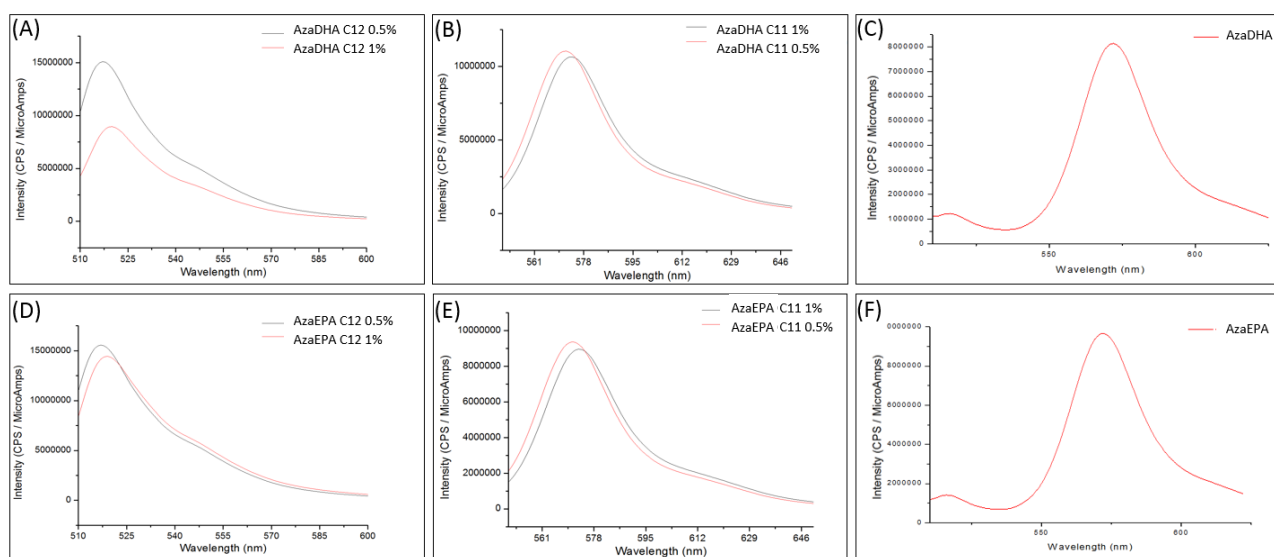 (A)
AzaDHA C12 0.5%
AzaDHA C12 1%
15000000
10000000
5000000
0
Intensity (CPS / MicroAmps)
510 525 540 555 570 585 600
Wavelength (nm)
(B)
AzaDHA C11 1%
AzaDHA C11 0.5%
10000000
5000000
0
Intensity (CPS / MicroAmps)
561 578 595 612 629 646
Wavelength (nm)
(C)
AzaDHA
8000000
7000000
6000000
5000000
4000000
3000000
2000000
1000000
0
Intensity (CPS / MicroAmps)
550 600
Wavelength (nm)
(D)
AzaEPA C12 0.5%
AzaEPA C12 1%
15000000
10000000
5000000
0
Intensity (CPS / MicroAmps)
510 525 540 555 570 585 600
Wavelength (nm)
(E)
AzaEPA C11 1%
AzaEPA C11 0.5%
10000000
8000000
6000000
4000000
2000000
0
Intensity (CPS / MicroAmps)
561 578 595 612 629 646
Wavelength (nm)
(F)
AzaEPA
0000000
8000000
6000000
4000000
2000000
0
Intensity (CPS / MicroAmps)
550 600
Wavelength (nm)